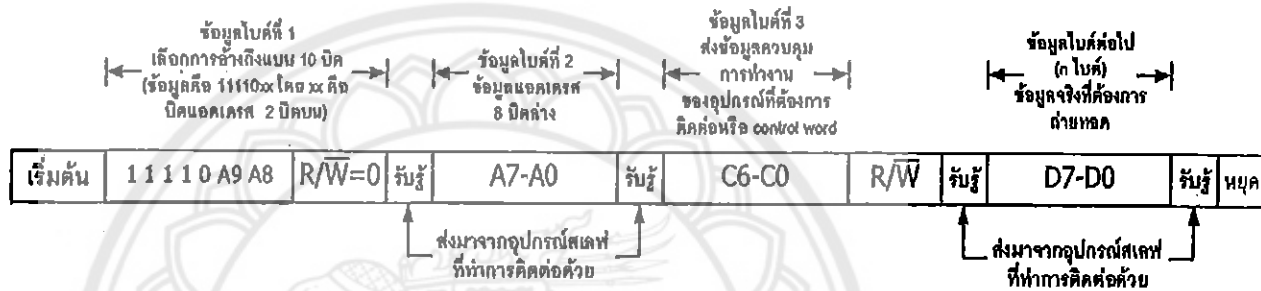 ข้อมูลไบต์ที่ 1
เลือกการอ้างถึงแบบ 10 บิต
(ข้อมูลคือ 11110xx โดย xx คือ
บิตแอดเดรส 2 บิตบน)
ข้อมูลไบต์ที่ 2
ข้อมูลแอดเดรส
8 บิตล่าง
ข้อมูลไบต์ที่ 3
ส่งข้อมูลควบคุม
การทำงาน
ของอุปกรณ์ที่ต้องการ
ติดต่อหรือ control word
ข้อมูลไบต์ต่อไป
(n ไบต์)
ข้อมูลจริงที่ต้องการ
ถ่ายทอด
เริ่มต้น 1 1 1 1 0 A9 A8 R/W̅=0 รับรู้ A7-A0 รับรู้ C6-C0 R/W̅ รับรู้ D7-D0 รับรู้ หยุด
ส่งมาจากอุปกรณ์สเลฟ
ที่ทำการติดต่อด้วย
ส่งมาจากอุปกรณ์สเลฟ
ที่ทำการติดต่อด้วย